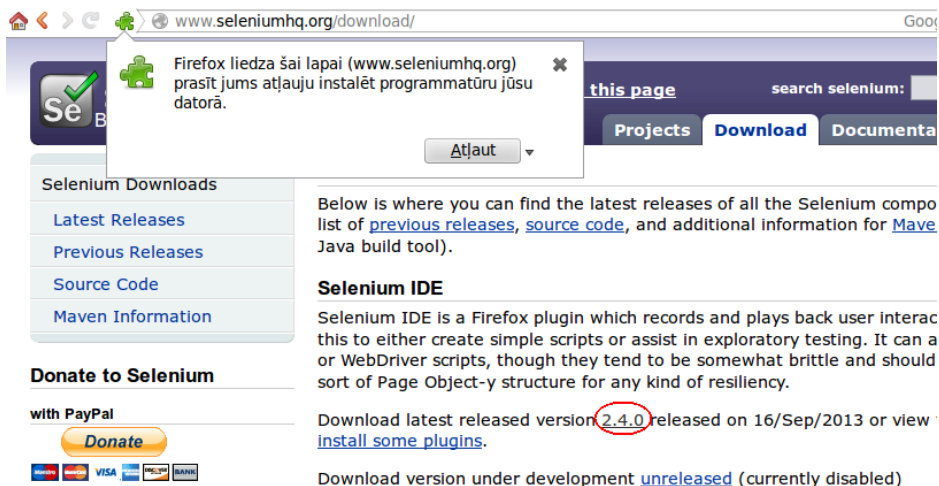 www.seleniumhq.org/download/
Goog
Firefox liedza šai lapai (www.seleniumhq.org)
prasīt jums atļauju instalēt programmatūru jūsu
datorā.
Atļaut
Se
B
this page
search selenium:
Projects
Download
Documenta
Selenium Downloads
Latest Releases
Previous Releases
Source Code
Maven Information
Donate to Selenium
with PayPal
Donate
VISA
BANK
Below is where you can find the latest releases of all the Selenium compo
list of previous releases, source code, and additional information for Mave
Java build tool).
Selenium IDE
Selenium IDE is a Firefox plugin which records and plays back user interac
this to either create simple scripts or assist in exploratory testing. It can a
or WebDriver scripts, though they tend to be somewhat brittle and should
sort of Page Object-y structure for any kind of resiliency.
Download latest released version 2.4.0 released on 16/Sep/2013 or view
install some plugins.
Download version under development unreleased (currently disabled)